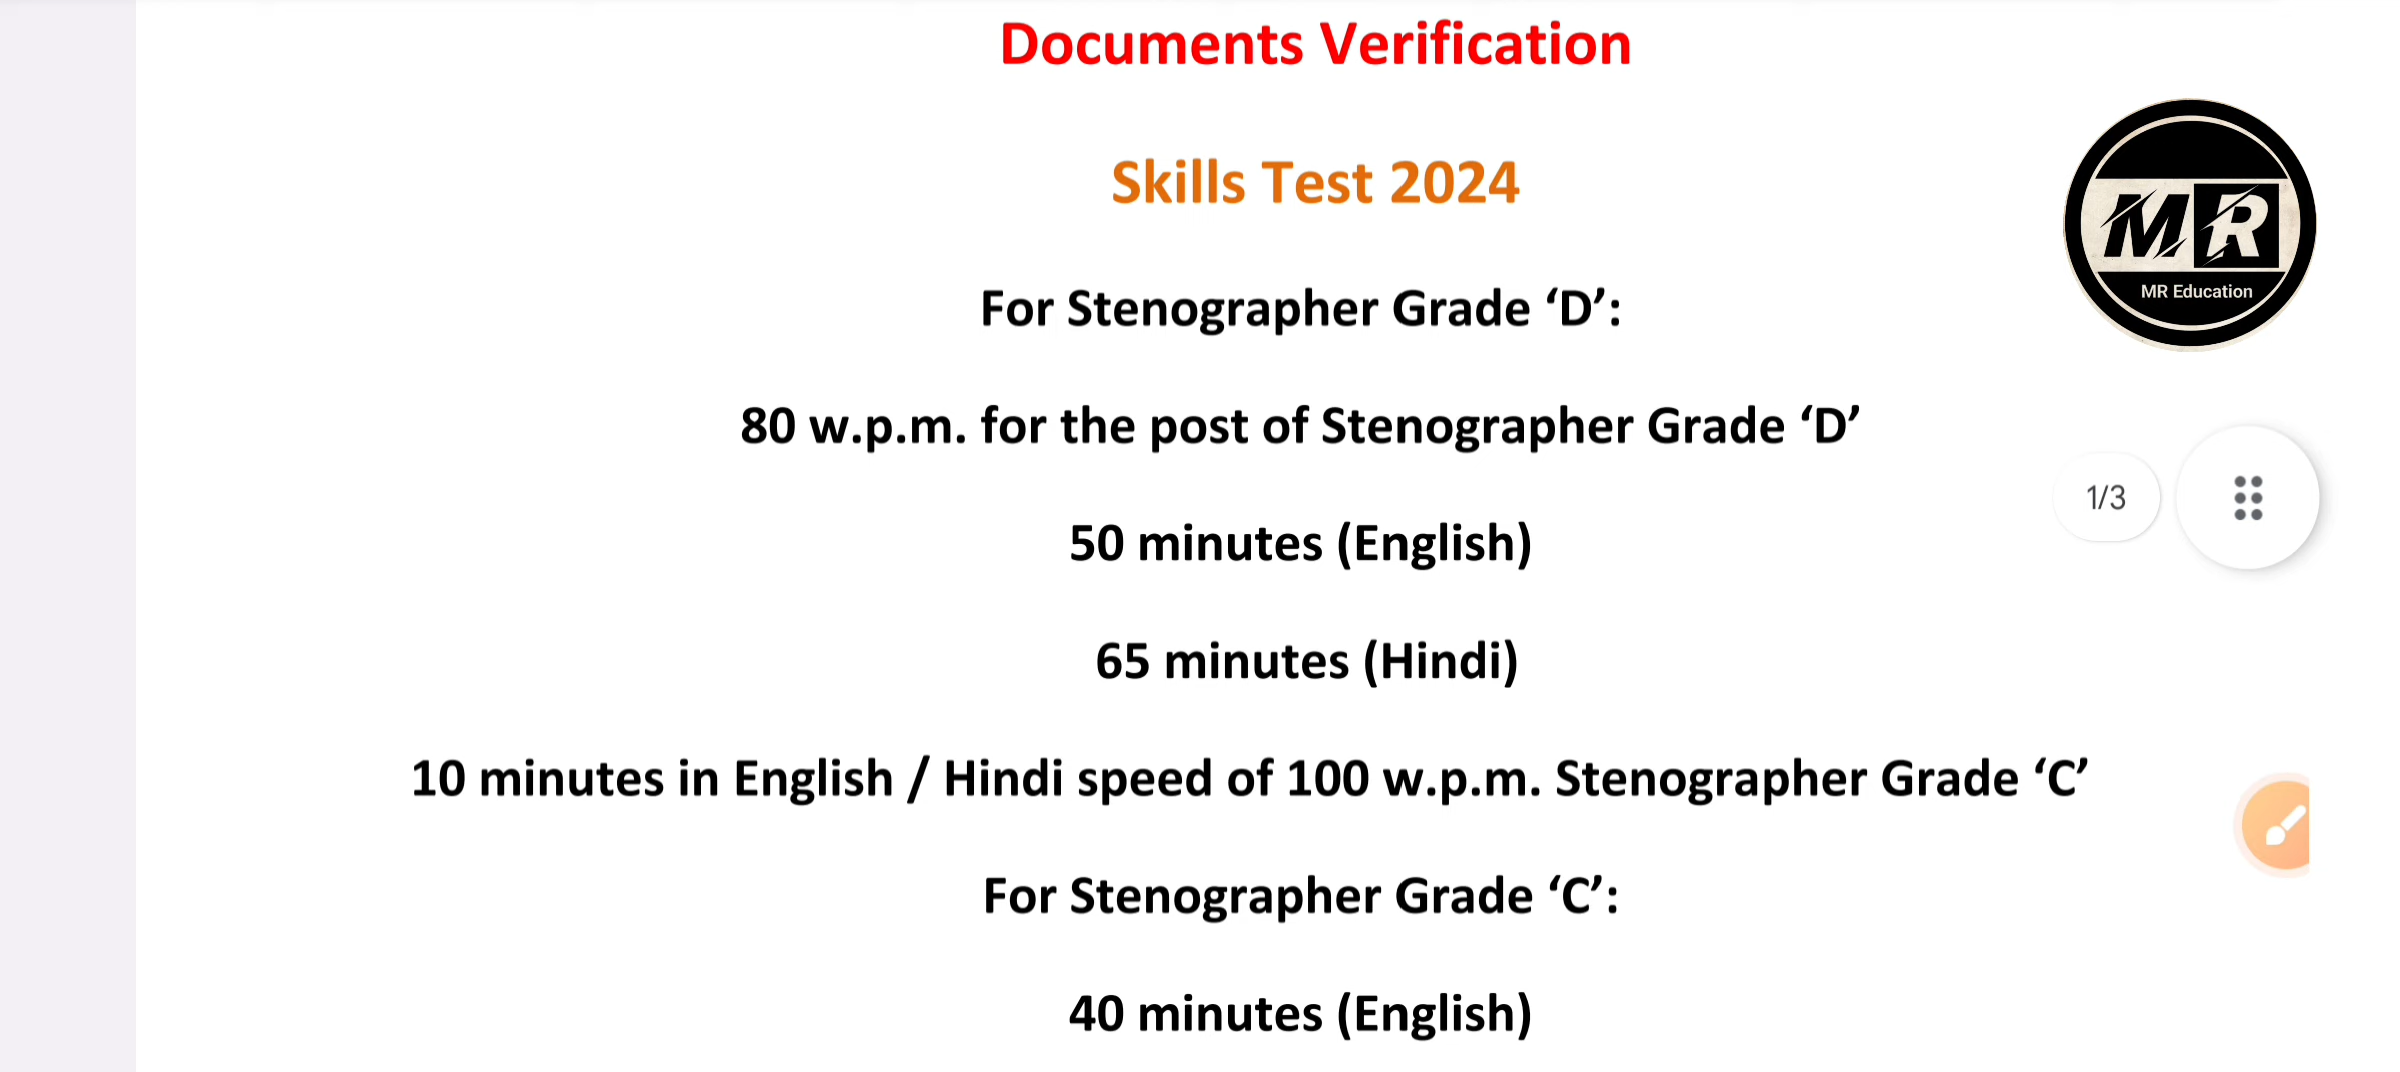 Documents Verification
Skills Test 2024
MR
MR Education
For Stenographer Grade ‘D’:
80 w.p.m. for the post of Stenographer Grade ‘D’
50 minutes (English)
1/3
65 minutes (Hindi)
10 minutes in English / Hindi speed of 100 w.p.m. Stenographer Grade ‘C’
For Stenographer Grade ‘C’:
40 minutes (English)